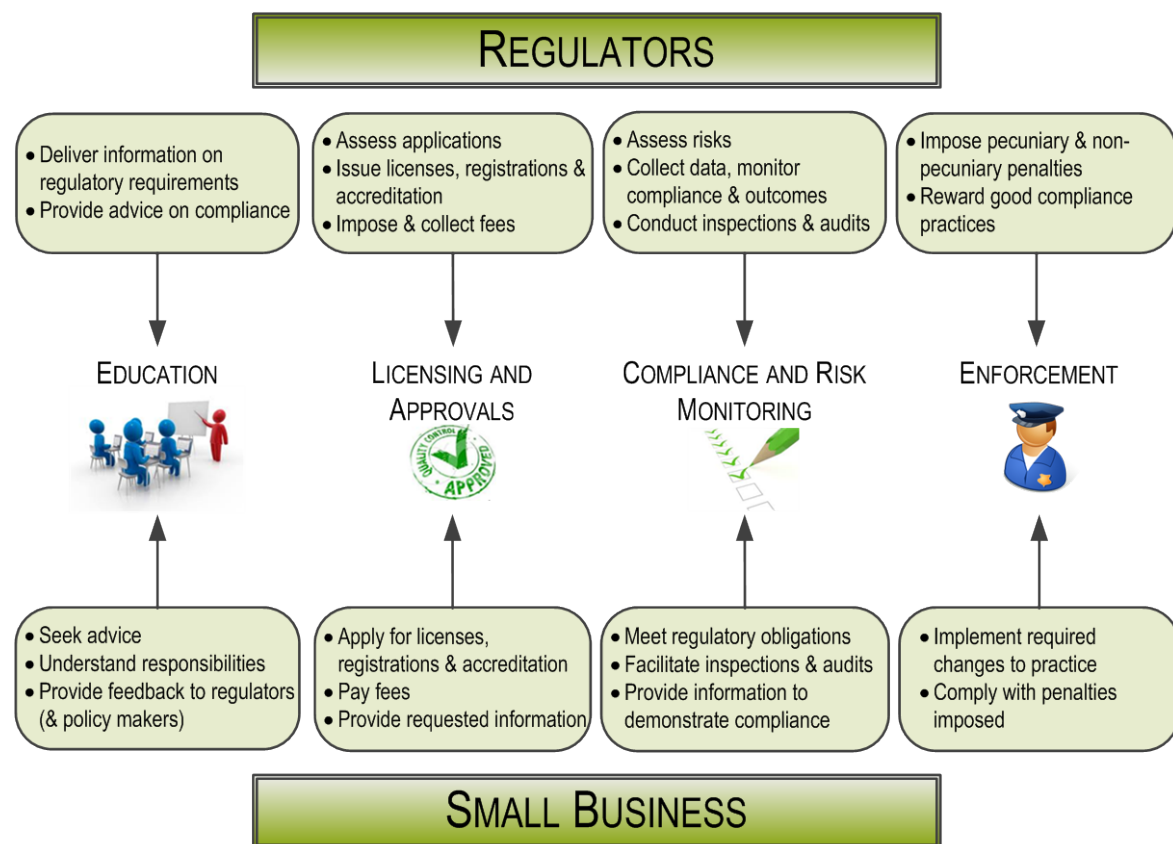 REGULATORS
• Deliver information on
regulatory requirements
• Provide advice on compliance
• Assess applications
• Issue licenses, registrations &
accreditation
• Impose & collect fees
• Assess risks
• Collect data, monitor
compliance & outcomes
• Conduct inspections & audits
• Impose pecuniary & non-
pecuniary penalties
• Reward good compliance
practices
EDUCATION
LICENSING AND
APPROVALS
QUALITY CONTROL
APPROVED
COMPLIANCE AND RISK
MONITORING
ENFORCEMENT
• Seek advice
• Understand responsibilities
• Provide feedback to regulators
(& policy makers)
• Apply for licenses,
registrations & accreditation
• Pay fees
• Provide requested information
• Meet regulatory obligations
• Facilitate inspections & audits
• Provide information to
demonstrate compliance
• Implement required
changes to practice
• Comply with penalties
imposed
SMALL BUSINESS